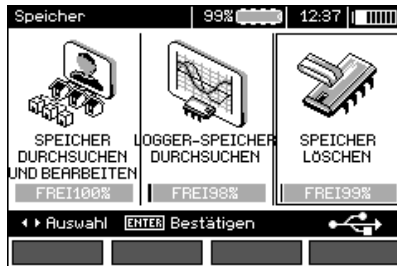 Speicher 99% 12:37
SPEICHER
DURCHSUCHEN
UND BEARBEITEN
FREI100%
LOGGER-SPEICHER
DURCHSUCHEN
FREI98%
SPEICHER
LÖSCHEN
FREI99%
Auswahl ENTER Bestätigen